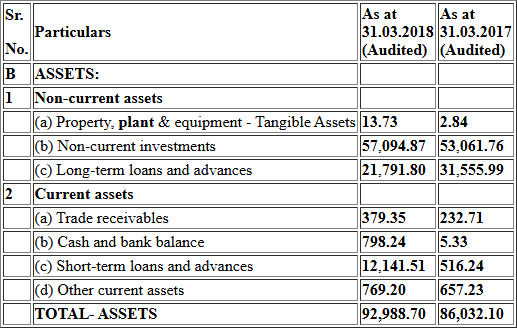 Sr. No. Particulars As at 31.03.2018 (Audited) As at 31.03.2017 (Audited)
B ASSETS:
1 Non-current assets
(a) Property, plant & equipment - Tangible Assets 13.73 2.84
(b) Non-current investments 57,094.87 53,061.76
(c) Long-term loans and advances 21,791.80 31,555.99
2 Current assets
(a) Trade receivables 379.35 232.71
(b) Cash and bank balance 798.24 5.33
(c) Short-term loans and advances 12,141.51 516.24
(d) Other current assets 769.20 657.23
TOTAL- ASSETS 92,988.70 86,032.10